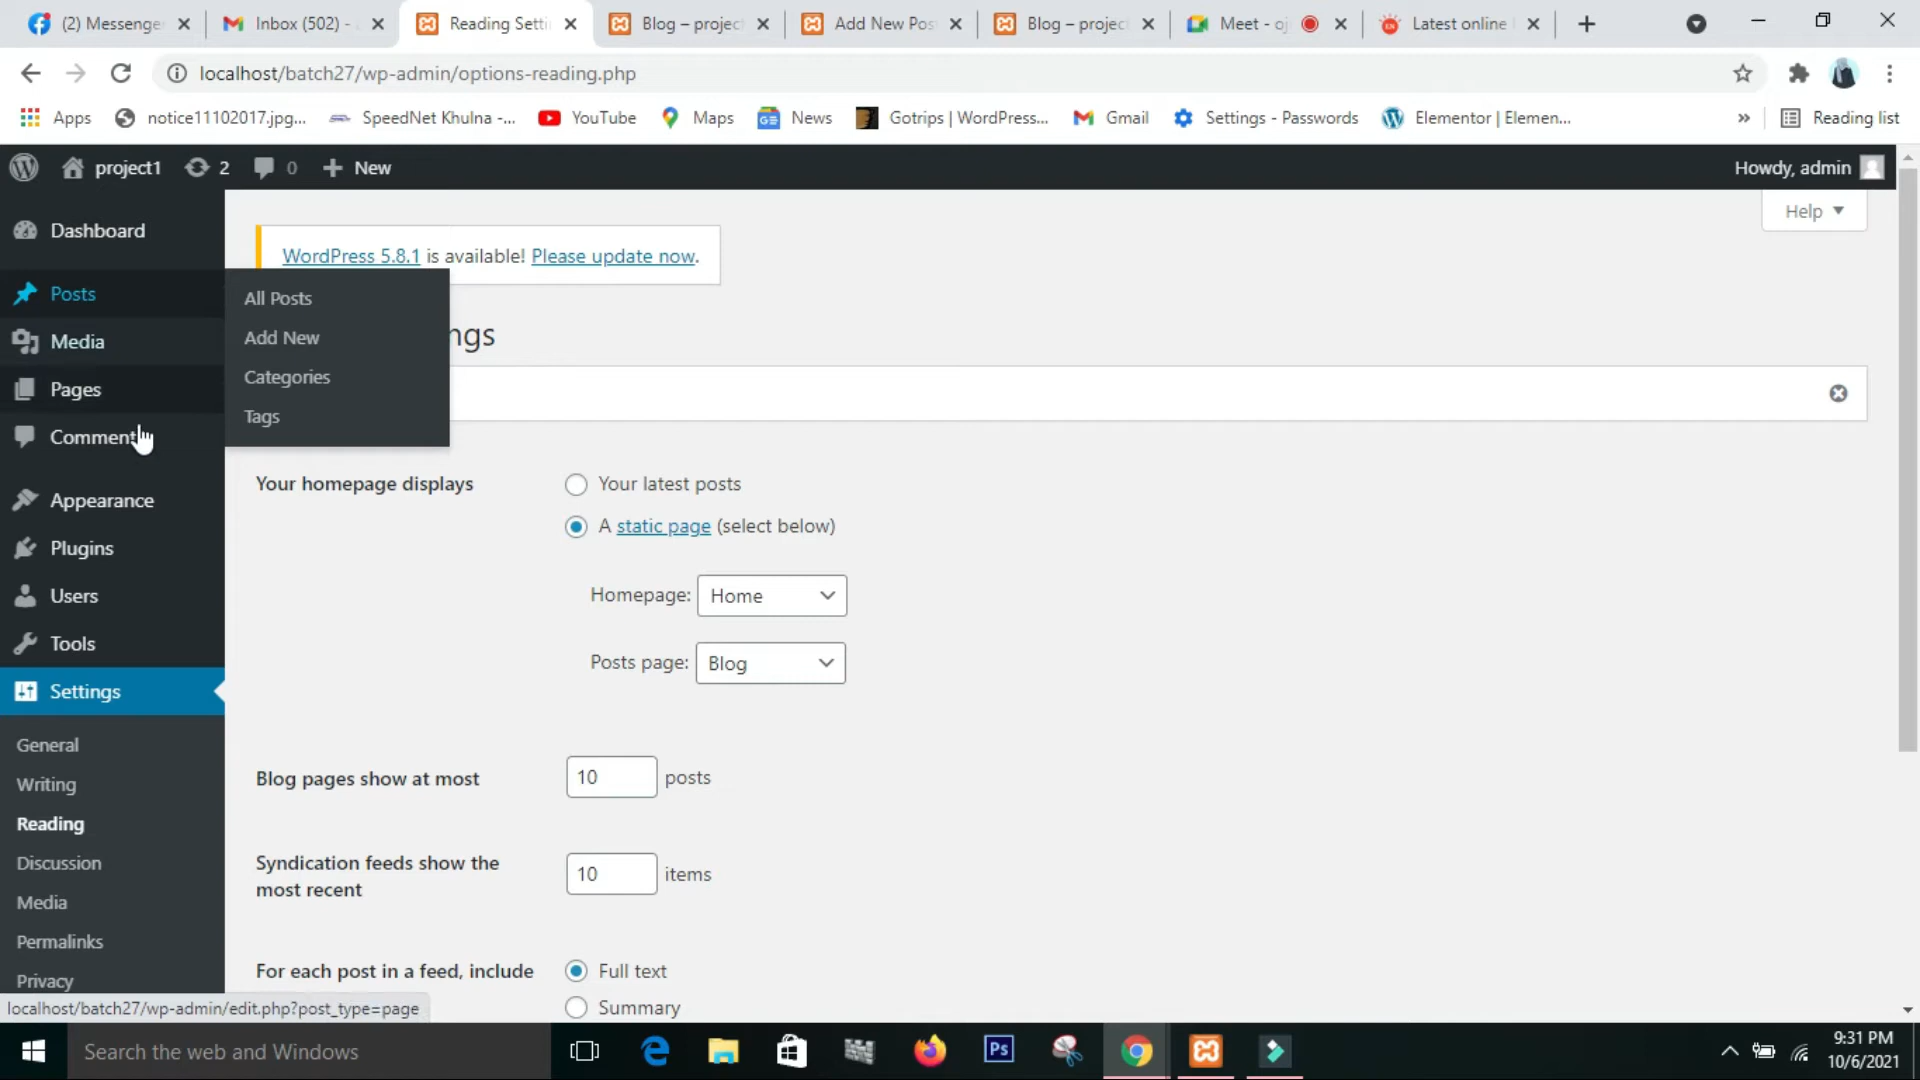 (2) Messenge
Inbox (502) -
Reading Setti
Blog – project
Add New Pos
Blog – project
Meet - oj
Latest online
localhost/batch27/wp-admin/options-reading.php
Apps
notice11102017.jpg...
SpeedNet Khulna -...
YouTube
Maps
News
Gotrips | WordPress...
Gmail
Settings - Passwords
Elementor | Elemen...
»
Reading list
project1
2
0
+ New
Howdy, admin
Help
Dashboard
WordPress 5.8.1 is available! Please update now.
Posts
All Posts
Add New
Categories
Tags
Media
ngs
Pages
Comment
Appearance
Plugins
Users
Tools
Settings
General
Writing
Reading
Discussion
Media
Permalinks
Privacy
Your homepage displays
Your latest posts
A static page (select below)
Homepage: Home
Posts page: Blog
Blog pages show at most
10 posts
Syndication feeds show the
most recent
10 items
For each post in a feed, include
Full text
Summary
localhost/batch27/wp-admin/edit.php?post_type=page
Search the web and Windows
Ps
9:31 PM
10/6/2021